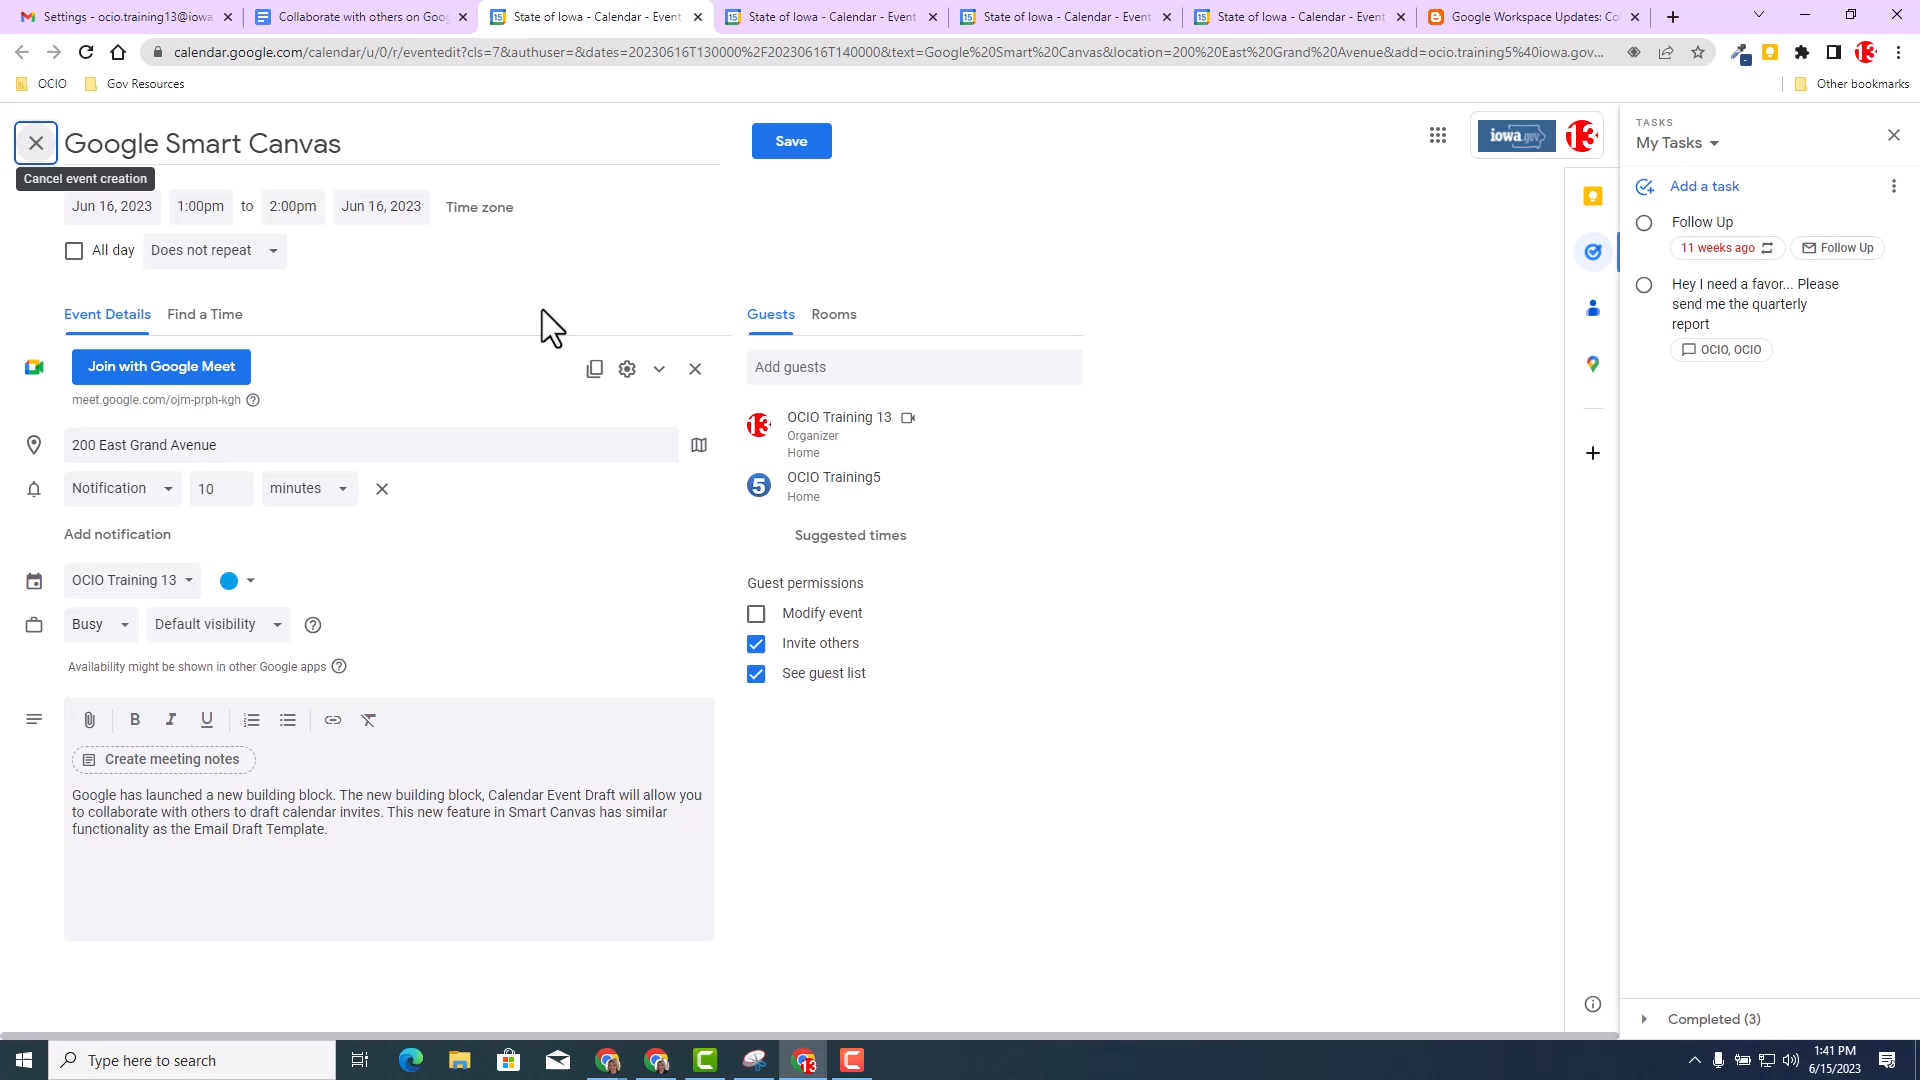 Settings - ocio.training13@iowa
Collaborate with others on Goog
State of Iowa - Calendar - Event
State of Iowa - Calendar - Event
State of Iowa - Calendar - Event
State of Iowa - Calendar - Event
Google Workspace Updates: Col
calendar.google.com/calendar/u/0/r/eventedit?cls=7&authuser=&dates=20230616T130000%2F20230616T140000&text=Google%20Smart%20Canvas&location=200%20East%20Grand%20Avenue&add=ocio.training5%40iowa.gov...
13
OCIO
Gov Resources
Other bookmarks
Google Smart Canvas
Save
iowa.gov
13
Cancel event creation
Jun 16, 2023
1:00pm
to
2:00pm
Jun 16, 2023
Time zone
All day
Does not repeat
Event Details
Find a Time
Join with Google Meet
meet.google.com/ojm-prph-kgh
200 East Grand Avenue
Notification
10
minutes
Add notification
OCIO Training 13
Busy
Default visibility
Availability might be shown in other Google apps
Create meeting notes
Google has launched a new building block. The new building block, Calendar Event Draft will allow you
to collaborate with others to draft calendar invites. This new feature in Smart Canvas has similar
functionality as the Email Draft Template.
Guests
Rooms
Add guests
13
OCIO Training 13
Organizer
Home
5
OCIO Training5
Home
Suggested times
Guest permissions
Modify event
Invite others
See guest list
TASKS
My Tasks
Add a task
Follow Up
11 weeks ago
Follow Up
Hey I need a favor... Please
send me the quarterly
report
OCIO, OCIO
Completed (3)
Type here to search
13
1:41 PM
6/15/2023